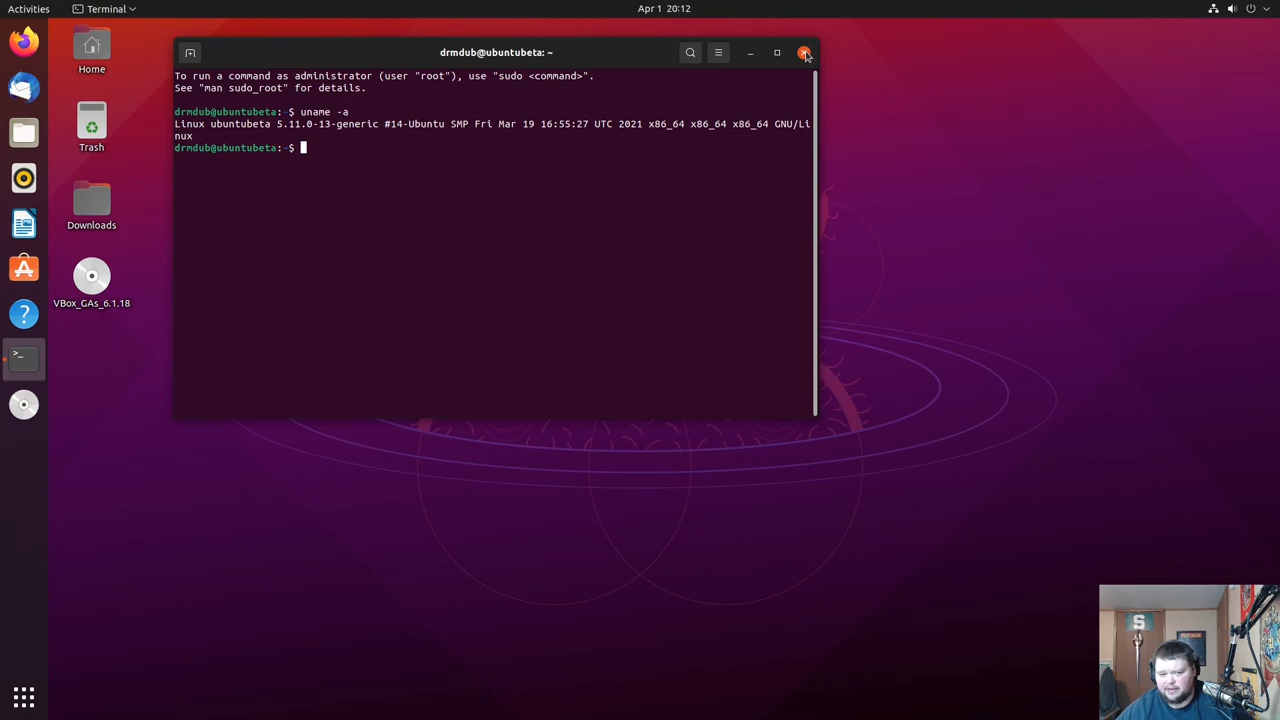 Activities
Terminal
Apr 1 20:12
Home
Trash
Downloads
VBox_GAs_6.1.18
drmdub@ubuntubeta: ~
To run a command as administrator (user "root"), use "sudo <command>".
See "man sudo_root" for details.
drmdub@ubuntubeta:~$ uname -a
Linux ubuntubeta 5.11.0-13-generic #14-Ubuntu SMP Fri Mar 19 16:55:27 UTC 2021 x86_64 x86_64 x86_64 GNU/Li
nux
drmdub@ubuntubeta:~$
S